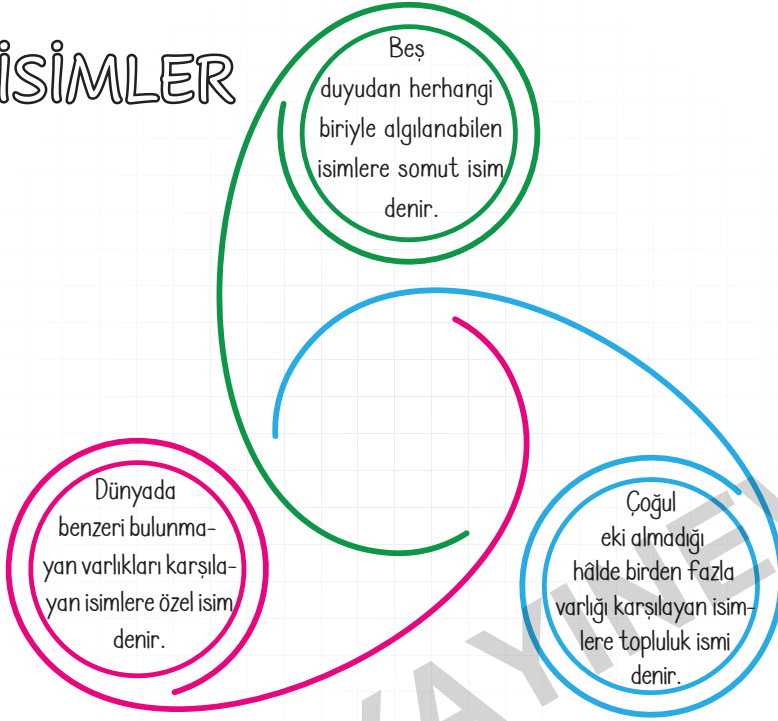 İSİMLER
Beş
duyudan herhangi
biriyle algılanabilen
isimlere somut isim
denir.
Dünyada
benzeri bulunma-
yan varlıkları karşıla-
yan isimlere özel isim
denir.
Çoğul
eki almadığı
hâlde birden fazla
varlığı karşılayan isim-
lere topluluk ismi
denir.
YAYINEV